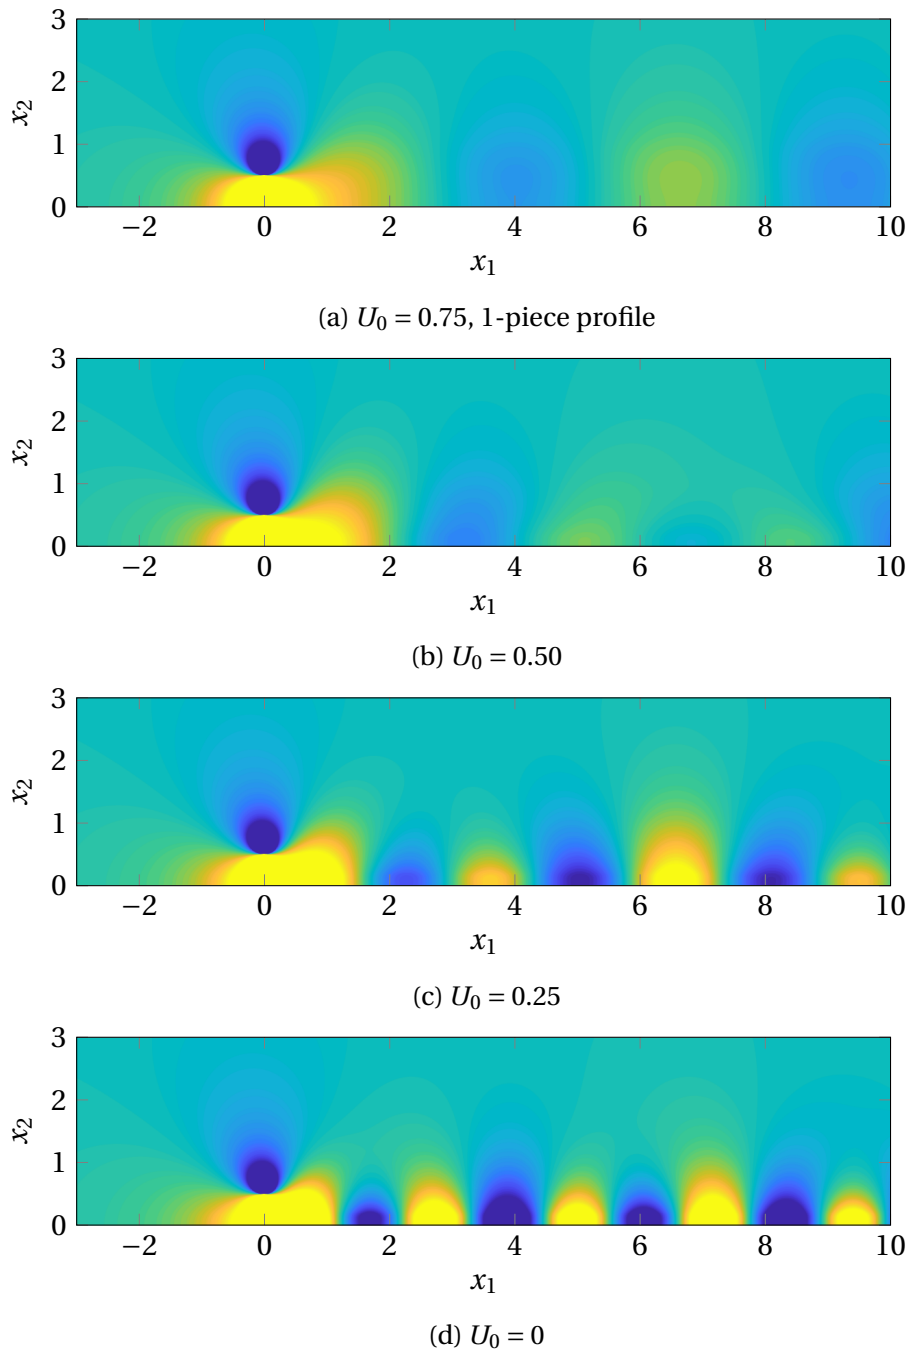 3
2
1
0
x₂
−2 0 2 4 6 8 10
x₁
(a) U₀ = 0.75, 1-piece profile
3
2
1
0
x₂
−2 0 2 4 6 8 10
x₁
(b) U₀ = 0.50
3
2
1
0
x₂
−2 0 2 4 6 8 10
x₁
(c) U₀ = 0.25
3
2
1
0
x₂
−2 0 2 4 6 8 10
x₁
(d) U₀ = 0